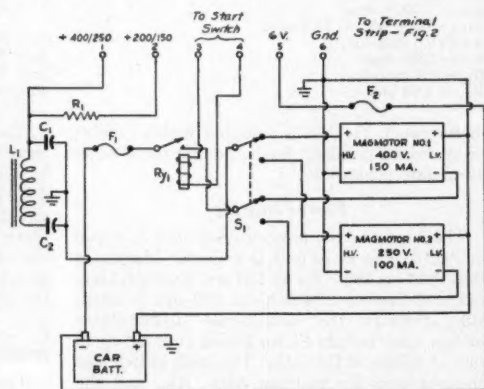 To Start
Switch
To Terminal
Strip – Fig. 2
+ 400/250
+ 200/150
6 V.
Gnd.
1
2
3
4
5
6
R1
F2
C1
F1
L1
Ry1
+
+
MAGMOTOR NO.1
H.V.
400 V.
L.V.
150 MA.
-
-
S1
C2
+
+
MAGMOTOR NO.2
H.V.
250 V.
L.V.
100 MA.
-
-
-
+
CAR
BATT.